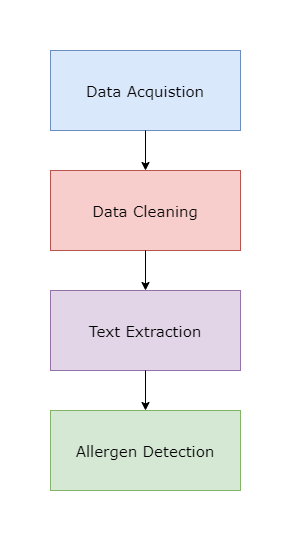 Data Acquistion
Data Cleaning
Text Extraction
Allergen Detection